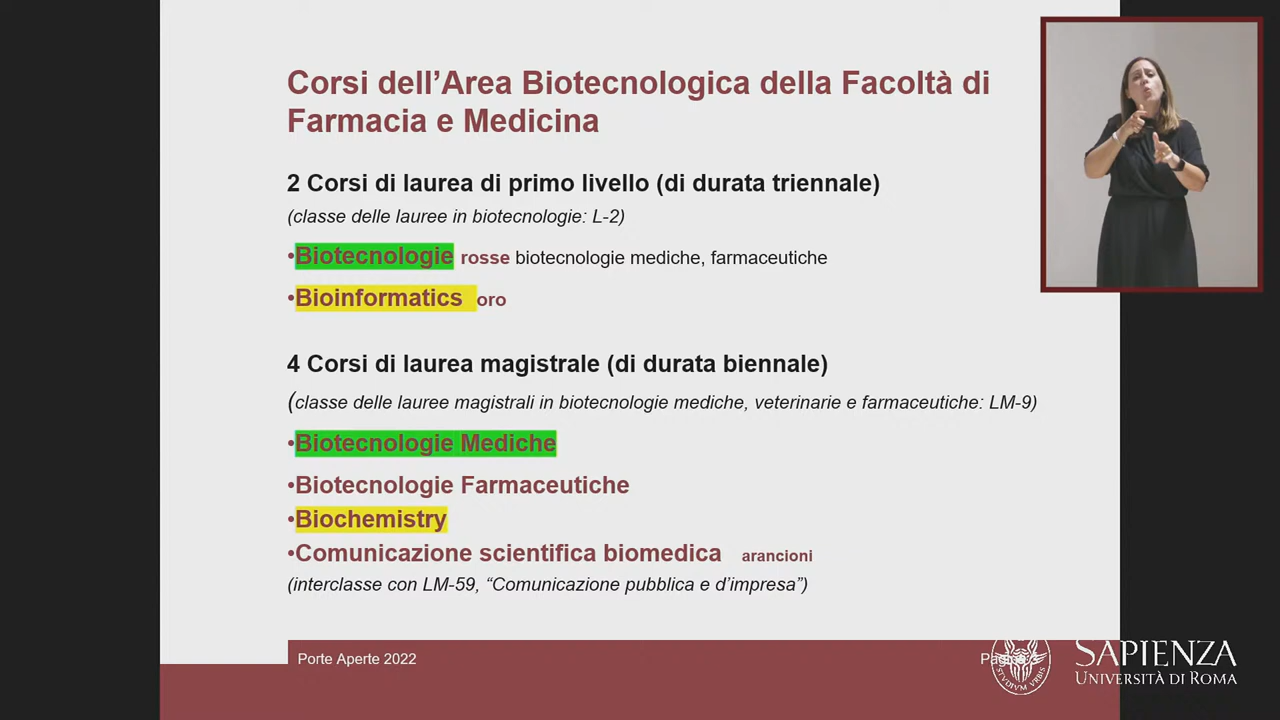 Corsi dell’Area Biotecnologica della Facoltà di
Farmacia e Medicina
2 Corsi di laurea di primo livello (di durata triennale)
(classe delle lauree in biotecnologie: L-2)
•Biotecnologie rosse biotecnologie mediche, farmaceutiche
•Bioinformatics oro
4 Corsi di laurea magistrale (di durata biennale)
(classe delle lauree magistrali in biotecnologie mediche, veterinarie e farmaceutiche: LM-9)
•Biotecnologie Mediche
•Biotecnologie Farmaceutiche
•Biochemistry
•Comunicazione scientifica biomedica arancioni
(interclasse con LM-59, “Comunicazione pubblica e d’impresa”)
Porte Aperte 2022
STUDIUM VRBIS
SAPIENZA
UNIVERSITÀ DI ROMA